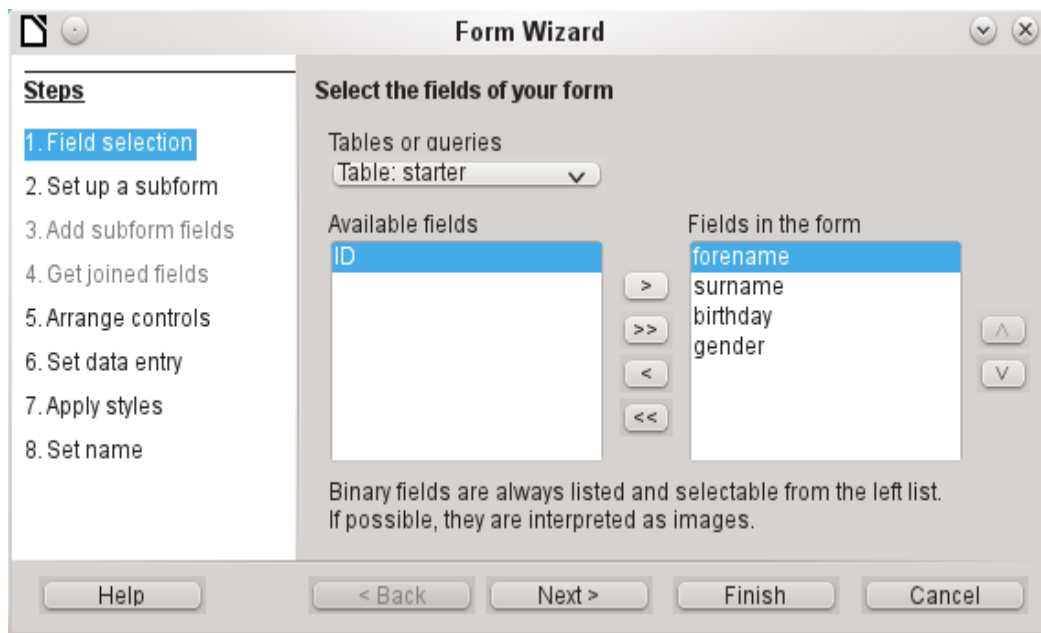 Form Wizard
Steps
1. Field selection
2. Set up a subform
3. Add subform fields
4. Get joined fields
5. Arrange controls
6. Set data entry
7. Apply styles
8. Set name
Select the fields of your form
Tables or queries
Table: starter
Available fields
ID
>
>>
<
<<
Fields in the form
forename
surname
birthday
gender
Binary fields are always listed and selectable from the left list.
If possible, they are interpreted as images.
Help
< Back
Next >
Finish
Cancel